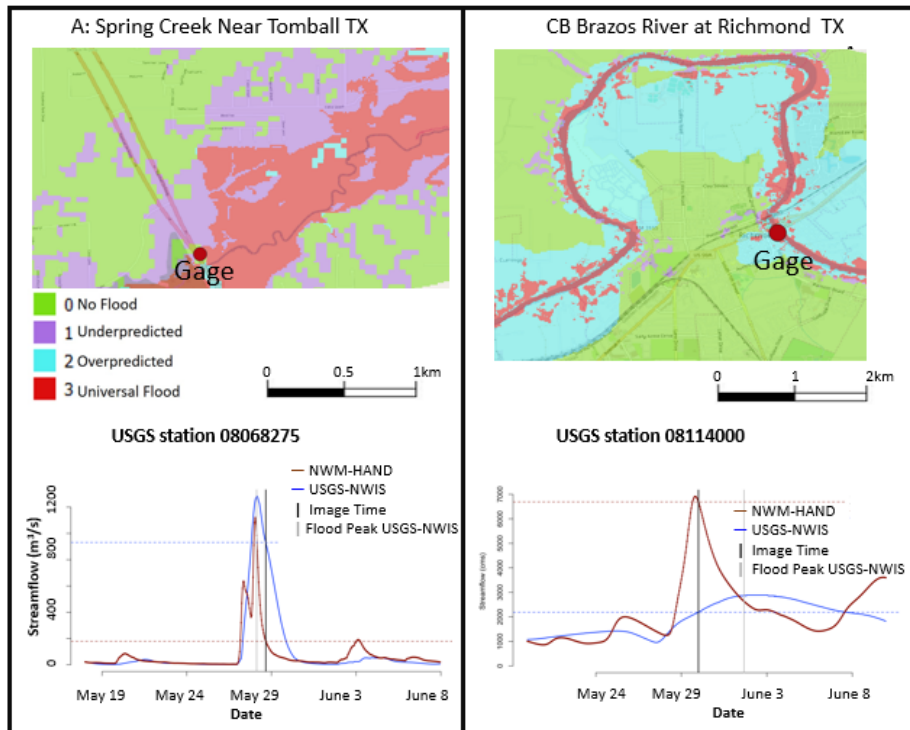 A: Spring Creek Near Tomball TX
Gage
0 No Flood
1 Underpredicted
2 Overpredicted
3 Universal Flood
0 0.5 1km
USGS station 08068275
NWM-HAND
USGS-NWIS
Image Time
Flood Peak USGS-NWIS
Streamflow (m³/s)
1200
800
400
0
May 19 May 24 May 29 June 3 June 8
Date
CB Brazos River at Richmond TX
Gage
0 1 2km
USGS station 08114000
NWM-HAND
USGS-NWIS
Image Time
Flood Peak USGS-NWIS
Streamflow (cms)
7000
6000
5000
4000
3000
2000
1000
0
May 24 May 29 June 3 June 8
Date